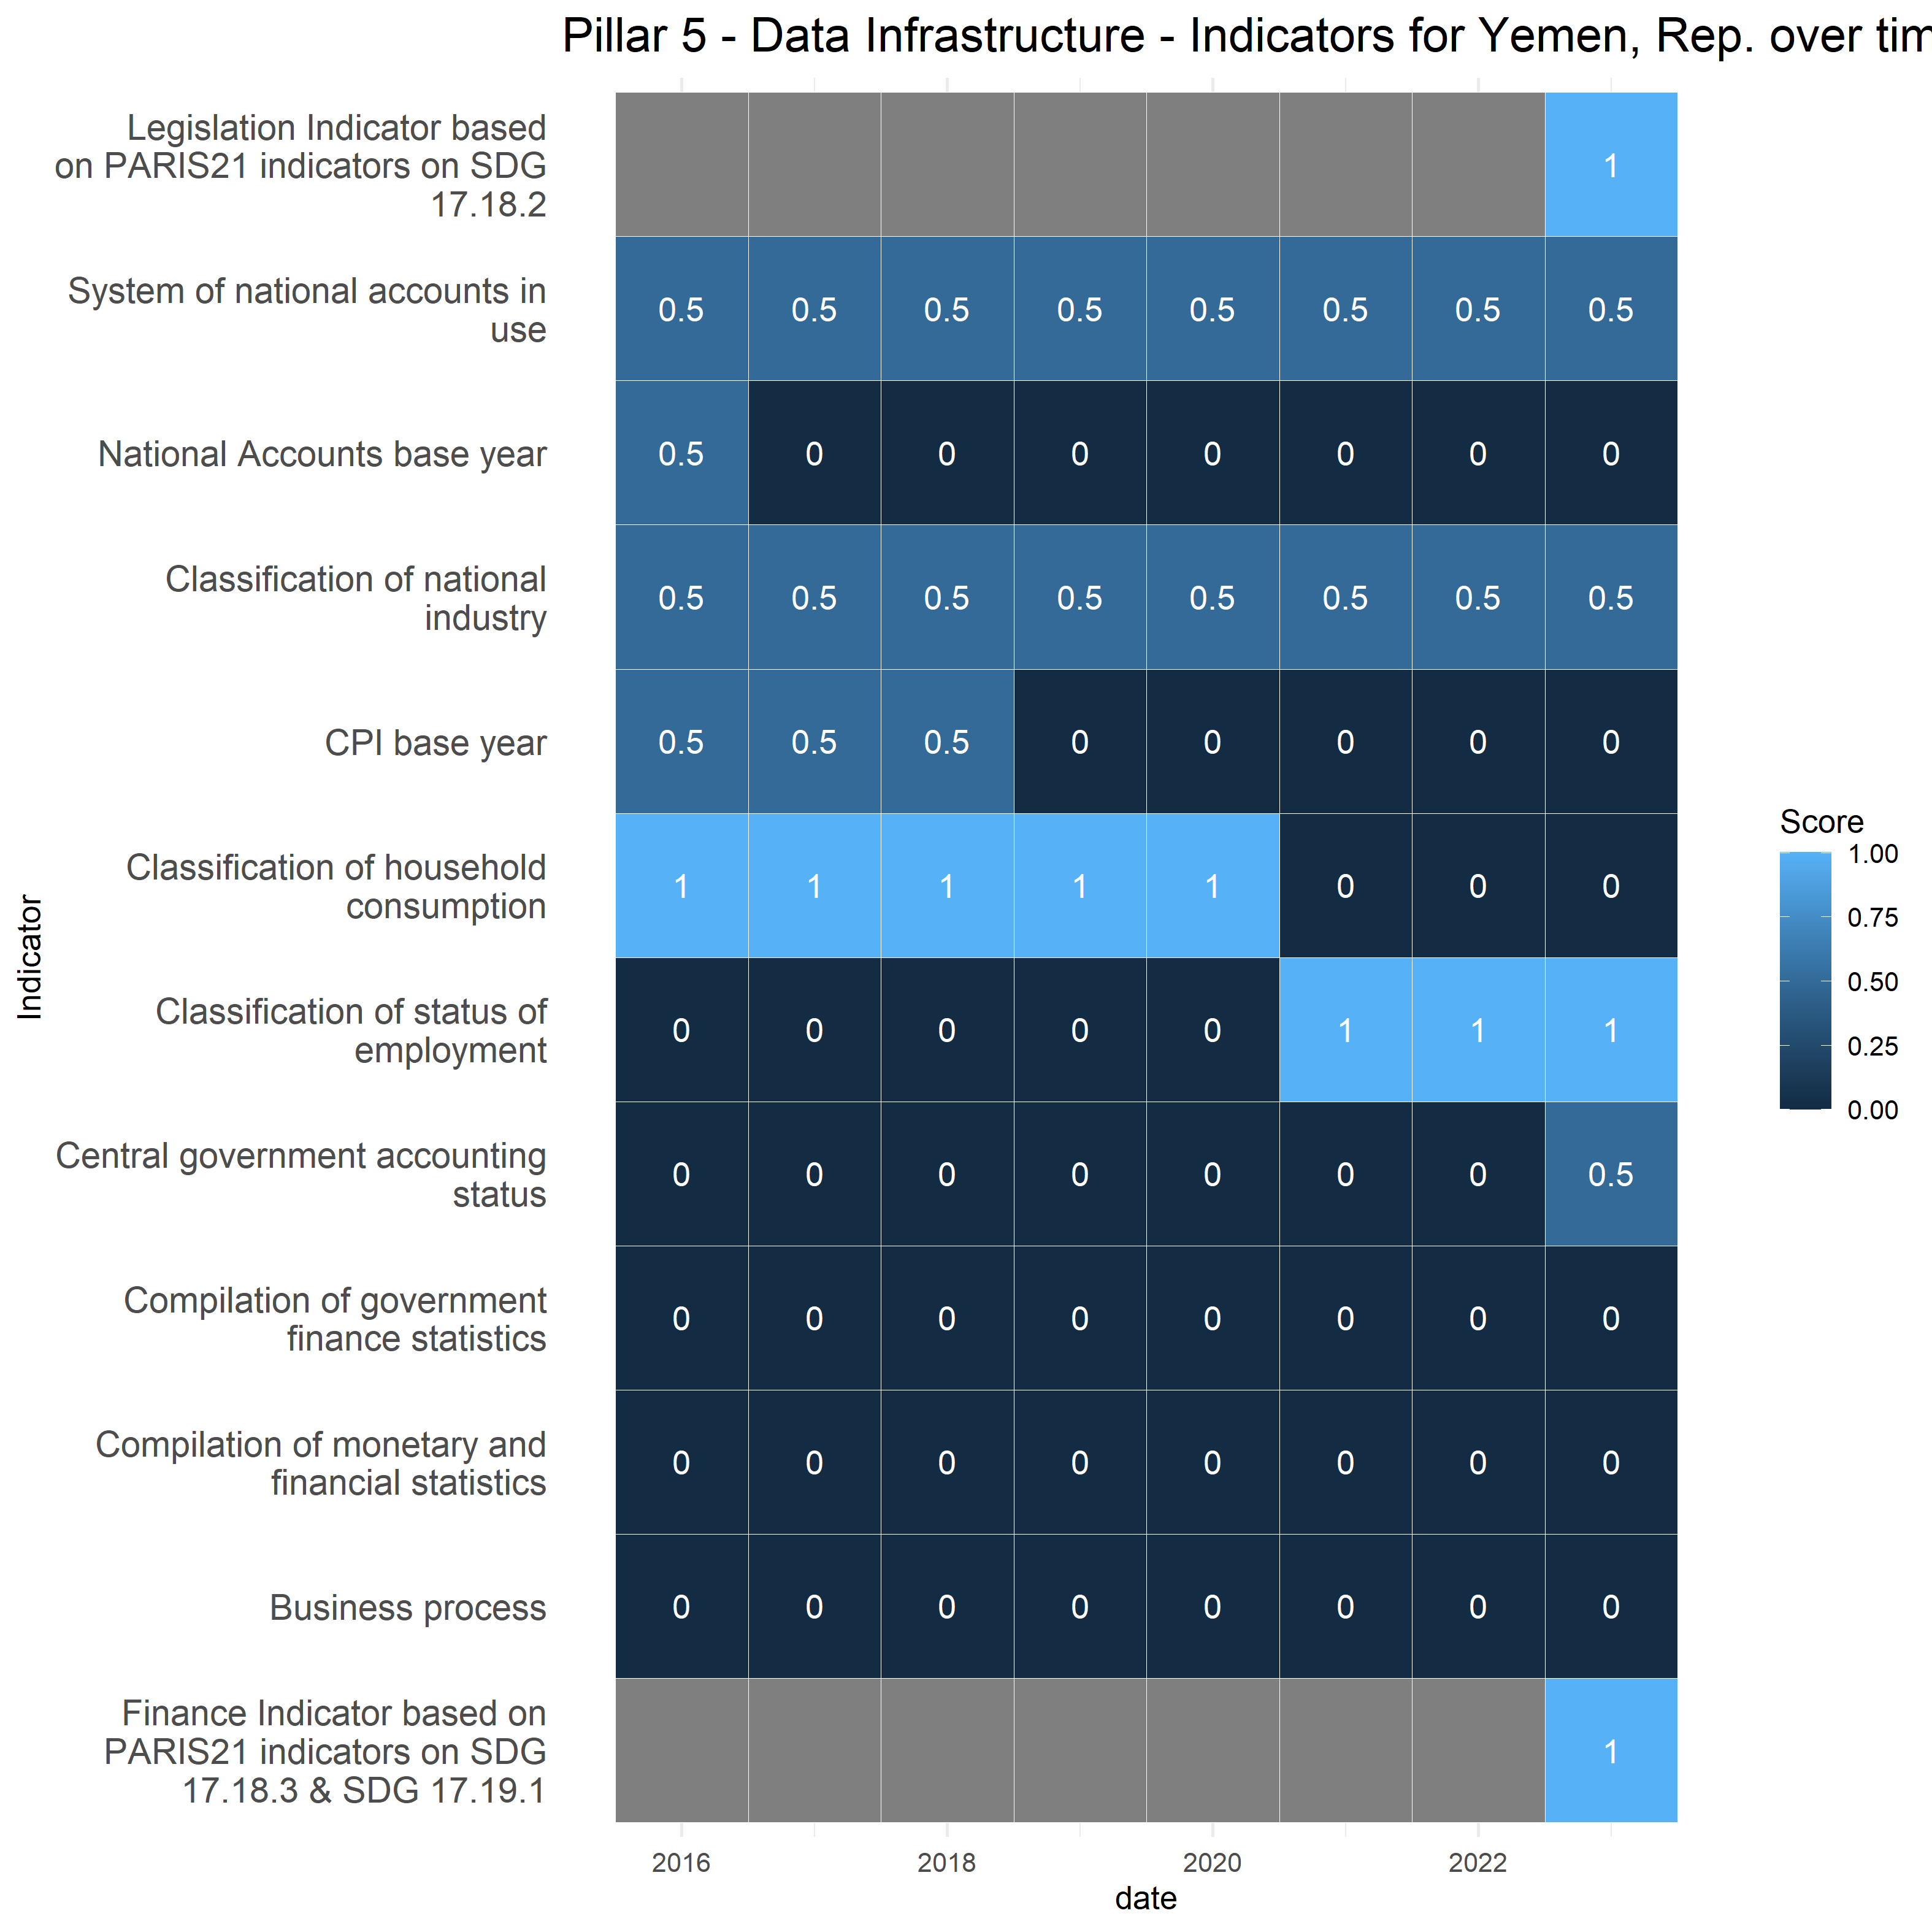 Pillar 5 - Data Infrastructure - Indicators for Yemen, Rep. over tim
Legislation Indicator based
on PARIS21 indicators on SDG
17.18.2
1
System of national accounts in
use
0.5 0.5 0.5 0.5 0.5 0.5 0.5 0.5
National Accounts base year
0.5 0 0 0 0 0 0 0
Classification of national
industry
0.5 0.5 0.5 0.5 0.5 0.5 0.5 0.5
CPI base year
0.5 0.5 0.5 0 0 0 0 0
Classification of household
consumption
1 1 1 1 1 0 0 0
Classification of status of
employment
0 0 0 0 0 1 1 1
Central government accounting
status
0 0 0 0 0 0 0 0.5
Compilation of government
finance statistics
0 0 0 0 0 0 0 0
Compilation of monetary and
financial statistics
0 0 0 0 0 0 0 0
Business process
0 0 0 0 0 0 0 0
Finance Indicator based on
PARIS21 indicators on SDG
17.18.3 & SDG 17.19.1
1
2016 2018 2020 2022
date
Indicator
Score
1.00
0.75
0.50
0.25
0.00